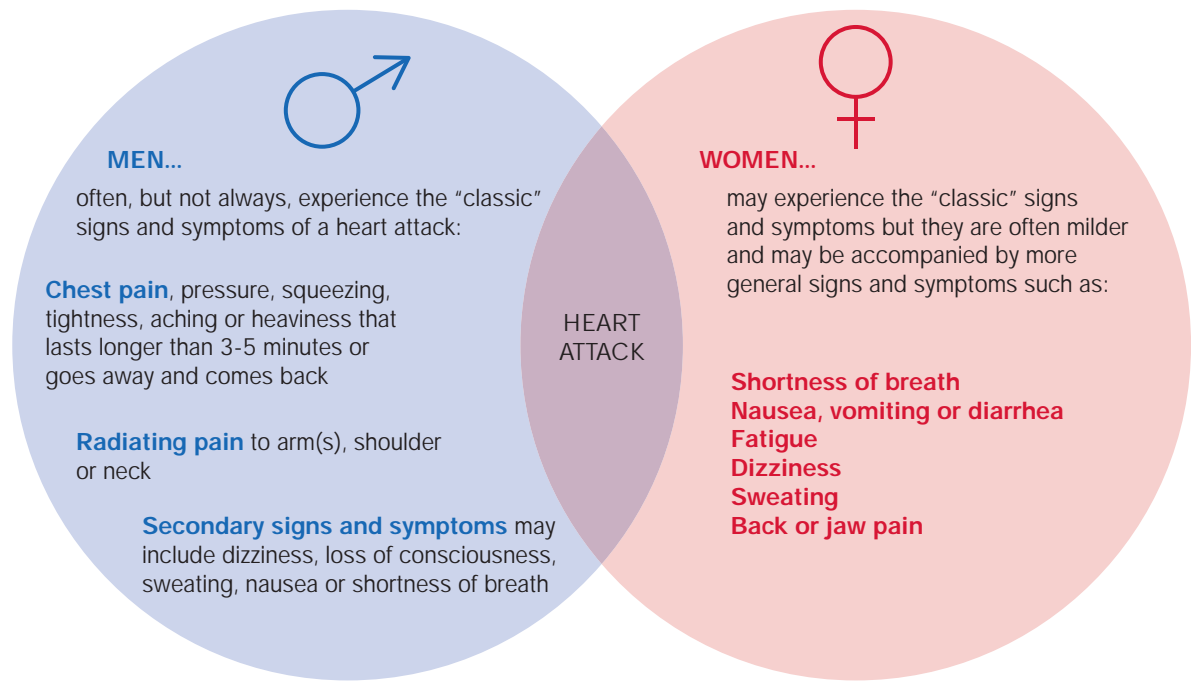 MEN...
often, but not always, experience the “classic”
signs and symptoms of a heart attack:
Chest pain, pressure, squeezing,
tightness, aching or heaviness that
lasts longer than 3-5 minutes or
goes away and comes back
Radiating pain to arm(s), shoulder
or neck
Secondary signs and symptoms may
include dizziness, loss of consciousness,
sweating, nausea or shortness of breath
HEART
ATTACK
WOMEN...
may experience the “classic” signs
and symptoms but they are often milder
and may be accompanied by more
general signs and symptoms such as:
Shortness of breath
Nausea, vomiting or diarrhea
Fatigue
Dizziness
Sweating
Back or jaw pain